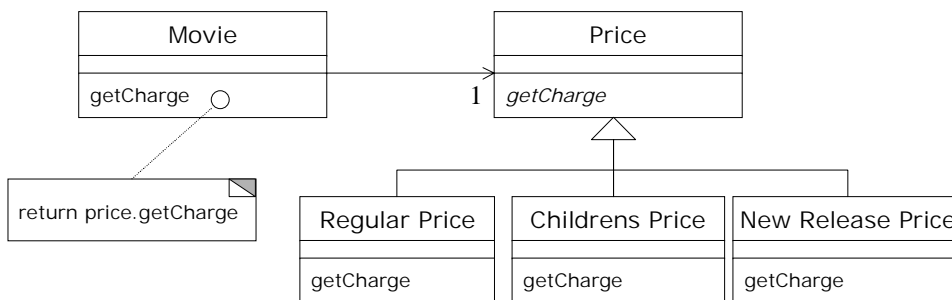 Movie
getCharge
Price
1
getCharge
return price.getCharge
Regular Price
getCharge
Childrens Price
getCharge
New Release Price
getCharge